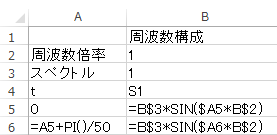 A B
1 周波数構成
2 周波数倍率 1
3 スペクトル 1
4 t S1
5 0 =B$3*SIN($A5*B$2)
6 =A5+PI()/50 =B$3*SIN($A6*B$2)